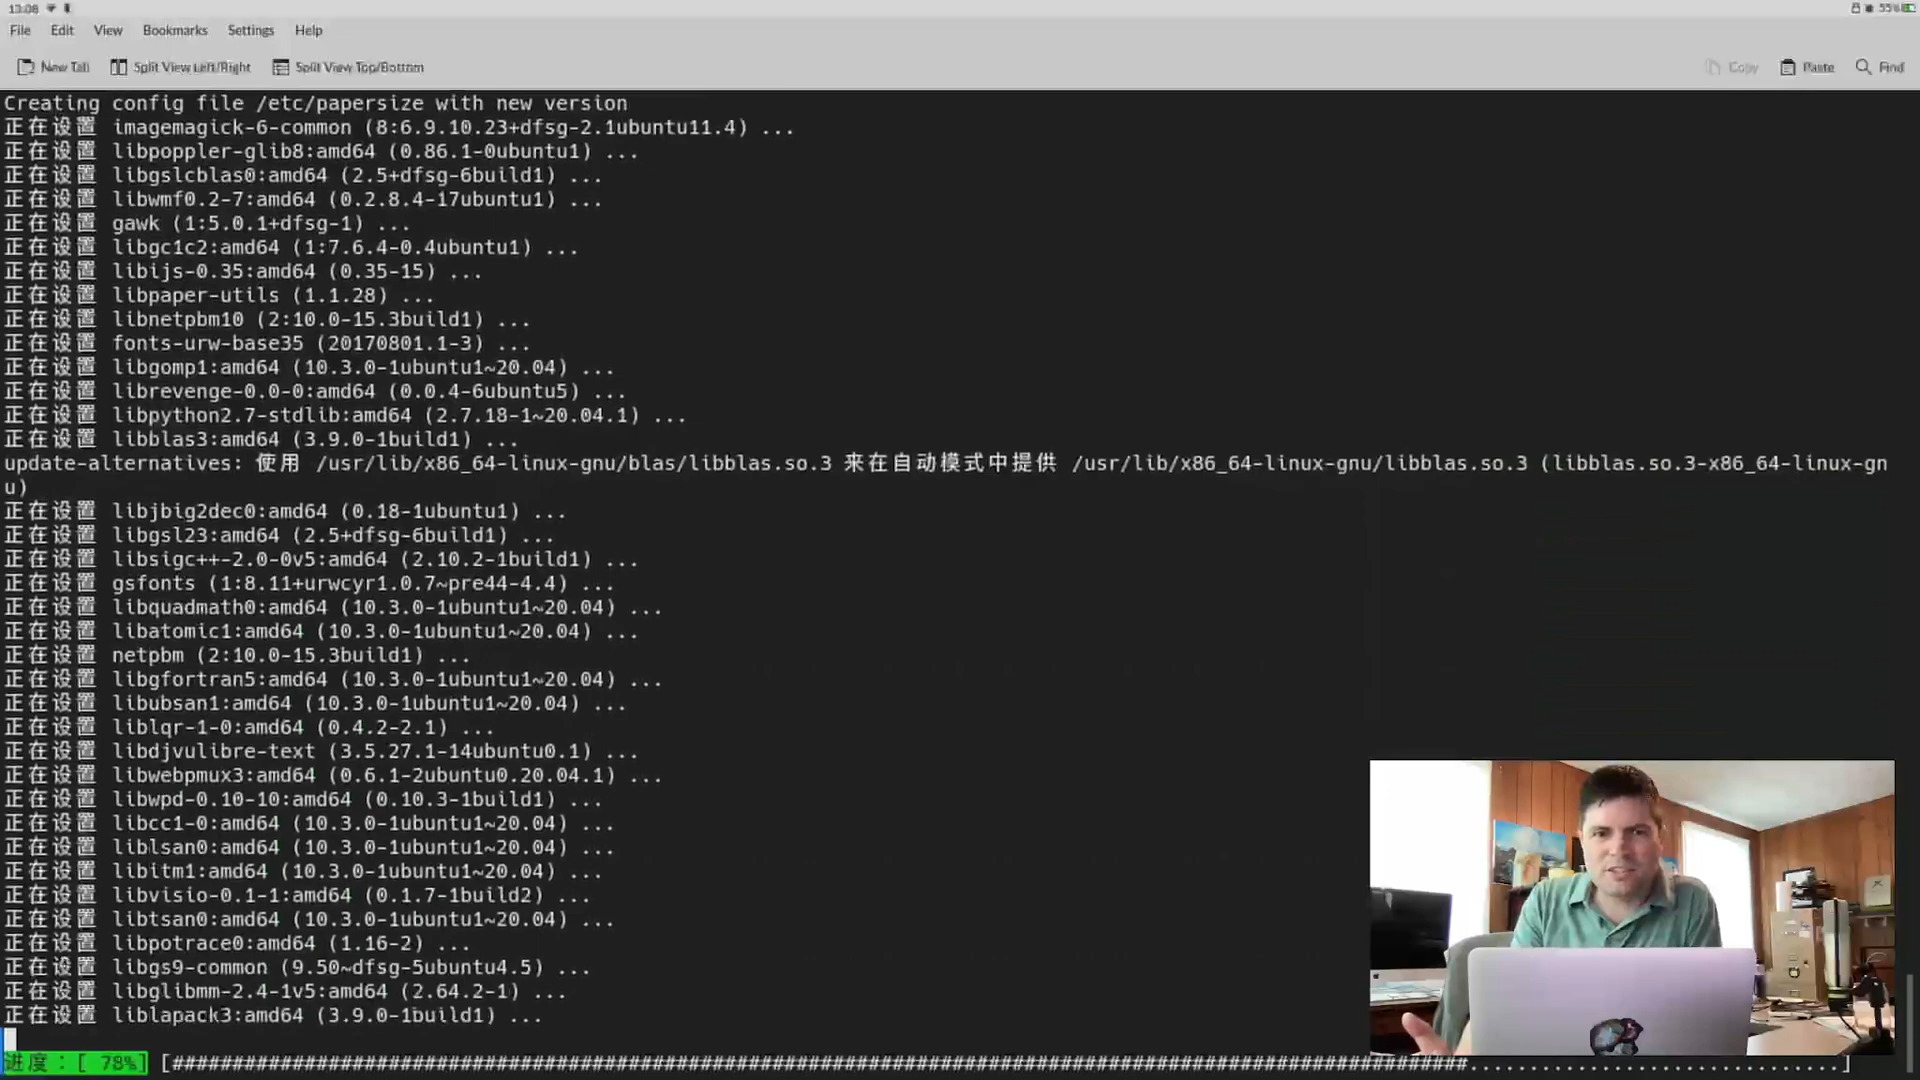 13:08
55%
File Edit View Bookmarks Settings Help
New Tab Split View Left/Right Split View Top/Bottom Copy Paste Find
Creating config file /etc/papersize with new version
正在设置 imagemagick-6-common (8:6.9.10.23+dfsg-2.1ubuntu11.4) ...
正在设置 libpoppler-glib8:amd64 (0.86.1-0ubuntu1) ...
正在设置 libgslcblas0:amd64 (2.5+dfsg-6build1) ...
正在设置 libwmf0.2-7:amd64 (0.2.8.4-17ubuntu1) ...
正在设置 gawk (1:5.0.1+dfsg-1) ...
正在设置 libgc1c2:amd64 (1:7.6.4-0.4ubuntu1) ...
正在设置 libijs-0.35:amd64 (0.35-15) ...
正在设置 libpaper-utils (1.1.28) ...
正在设置 libnetpbm10 (2:10.0-15.3build1) ...
正在设置 fonts-urw-base35 (20170801.1-3) ...
正在设置 libgomp1:amd64 (10.3.0-1ubuntu1~20.04) ...
正在设置 librevenge-0.0-0:amd64 (0.0.4-6ubuntu5) ...
正在设置 libpython2.7-stdlib:amd64 (2.7.18-1~20.04.1) ...
正在设置 libblas3:amd64 (3.9.0-1build1) ...
update-alternatives: 使用 /usr/lib/x86_64-linux-gnu/blas/libblas.so.3 来在自动模式中提供 /usr/lib/x86_64-linux-gnu/libblas.so.3 (libblas.so.3-x86_64-linux-gn
u)
正在设置 libjbig2dec0:amd64 (0.18-1ubuntu1) ...
正在设置 libgsl23:amd64 (2.5+dfsg-6build1) ...
正在设置 libsigc++-2.0-0v5:amd64 (2.10.2-1build1) ...
正在设置 gsfonts (1:8.11+urwcyr1.0.7~pre44-4.4) ...
正在设置 libquadmath0:amd64 (10.3.0-1ubuntu1~20.04) ...
正在设置 libatomic1:amd64 (10.3.0-1ubuntu1~20.04) ...
正在设置 netpbm (2:10.0-15.3build1) ...
正在设置 libgfortran5:amd64 (10.3.0-1ubuntu1~20.04) ...
正在设置 libubsan1:amd64 (10.3.0-1ubuntu1~20.04) ...
正在设置 liblqr-1-0:amd64 (0.4.2-2.1) ...
正在设置 libdjvulibre-text (3.5.27.1-14ubuntu0.1) ...
正在设置 libwebpmux3:amd64 (0.6.1-2ubuntu0.20.04.1) ...
正在设置 libwpd-0.10-10:amd64 (0.10.3-1build1) ...
正在设置 libcc1-0:amd64 (10.3.0-1ubuntu1~20.04) ...
正在设置 liblsan0:amd64 (10.3.0-1ubuntu1~20.04) ...
正在设置 libitm1:amd64 (10.3.0-1ubuntu1~20.04) ...
正在设置 libvisio-0.1-1:amd64 (0.1.7-1build2) ...
正在设置 libtsan0:amd64 (10.3.0-1ubuntu1~20.04) ...
正在设置 libpotrace0:amd64 (1.16-2) ...
正在设置 libgs9-common (9.50~dfsg-5ubuntu4.5) ...
正在设置 libglibmm-2.4-1v5:amd64 (2.64.2-1) ...
正在设置 liblapack3:amd64 (3.9.0-1build1) ...
进度：[ 78%] [############################################################################################################..............................]